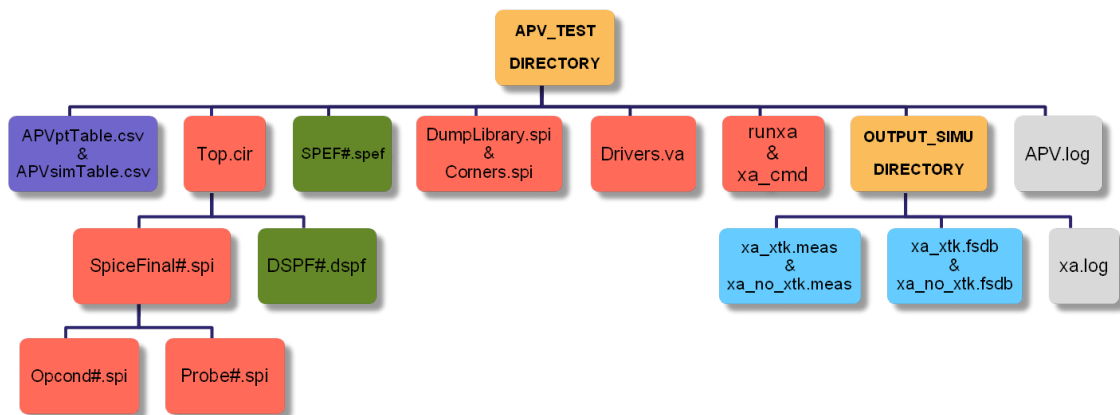 APV_TEST
DIRECTORY
APVptTable.csv
&
APVsimTable.csv
Top.cir
SPEF#.spef
DumpLibrary.spi
&
Corners.spi
Drivers.va
runxa
&
xa_cmd
OUTPUT_SIMU
DIRECTORY
APV.log
SpiceFinal#.spi
DSPF#.dspf
xa_xtk.meas
&
xa_no_xtk.meas
xa_xtk.fsdb
&
xa_no_xtk.fsdb
xa.log
Opcond#.spi
Probe#.spi